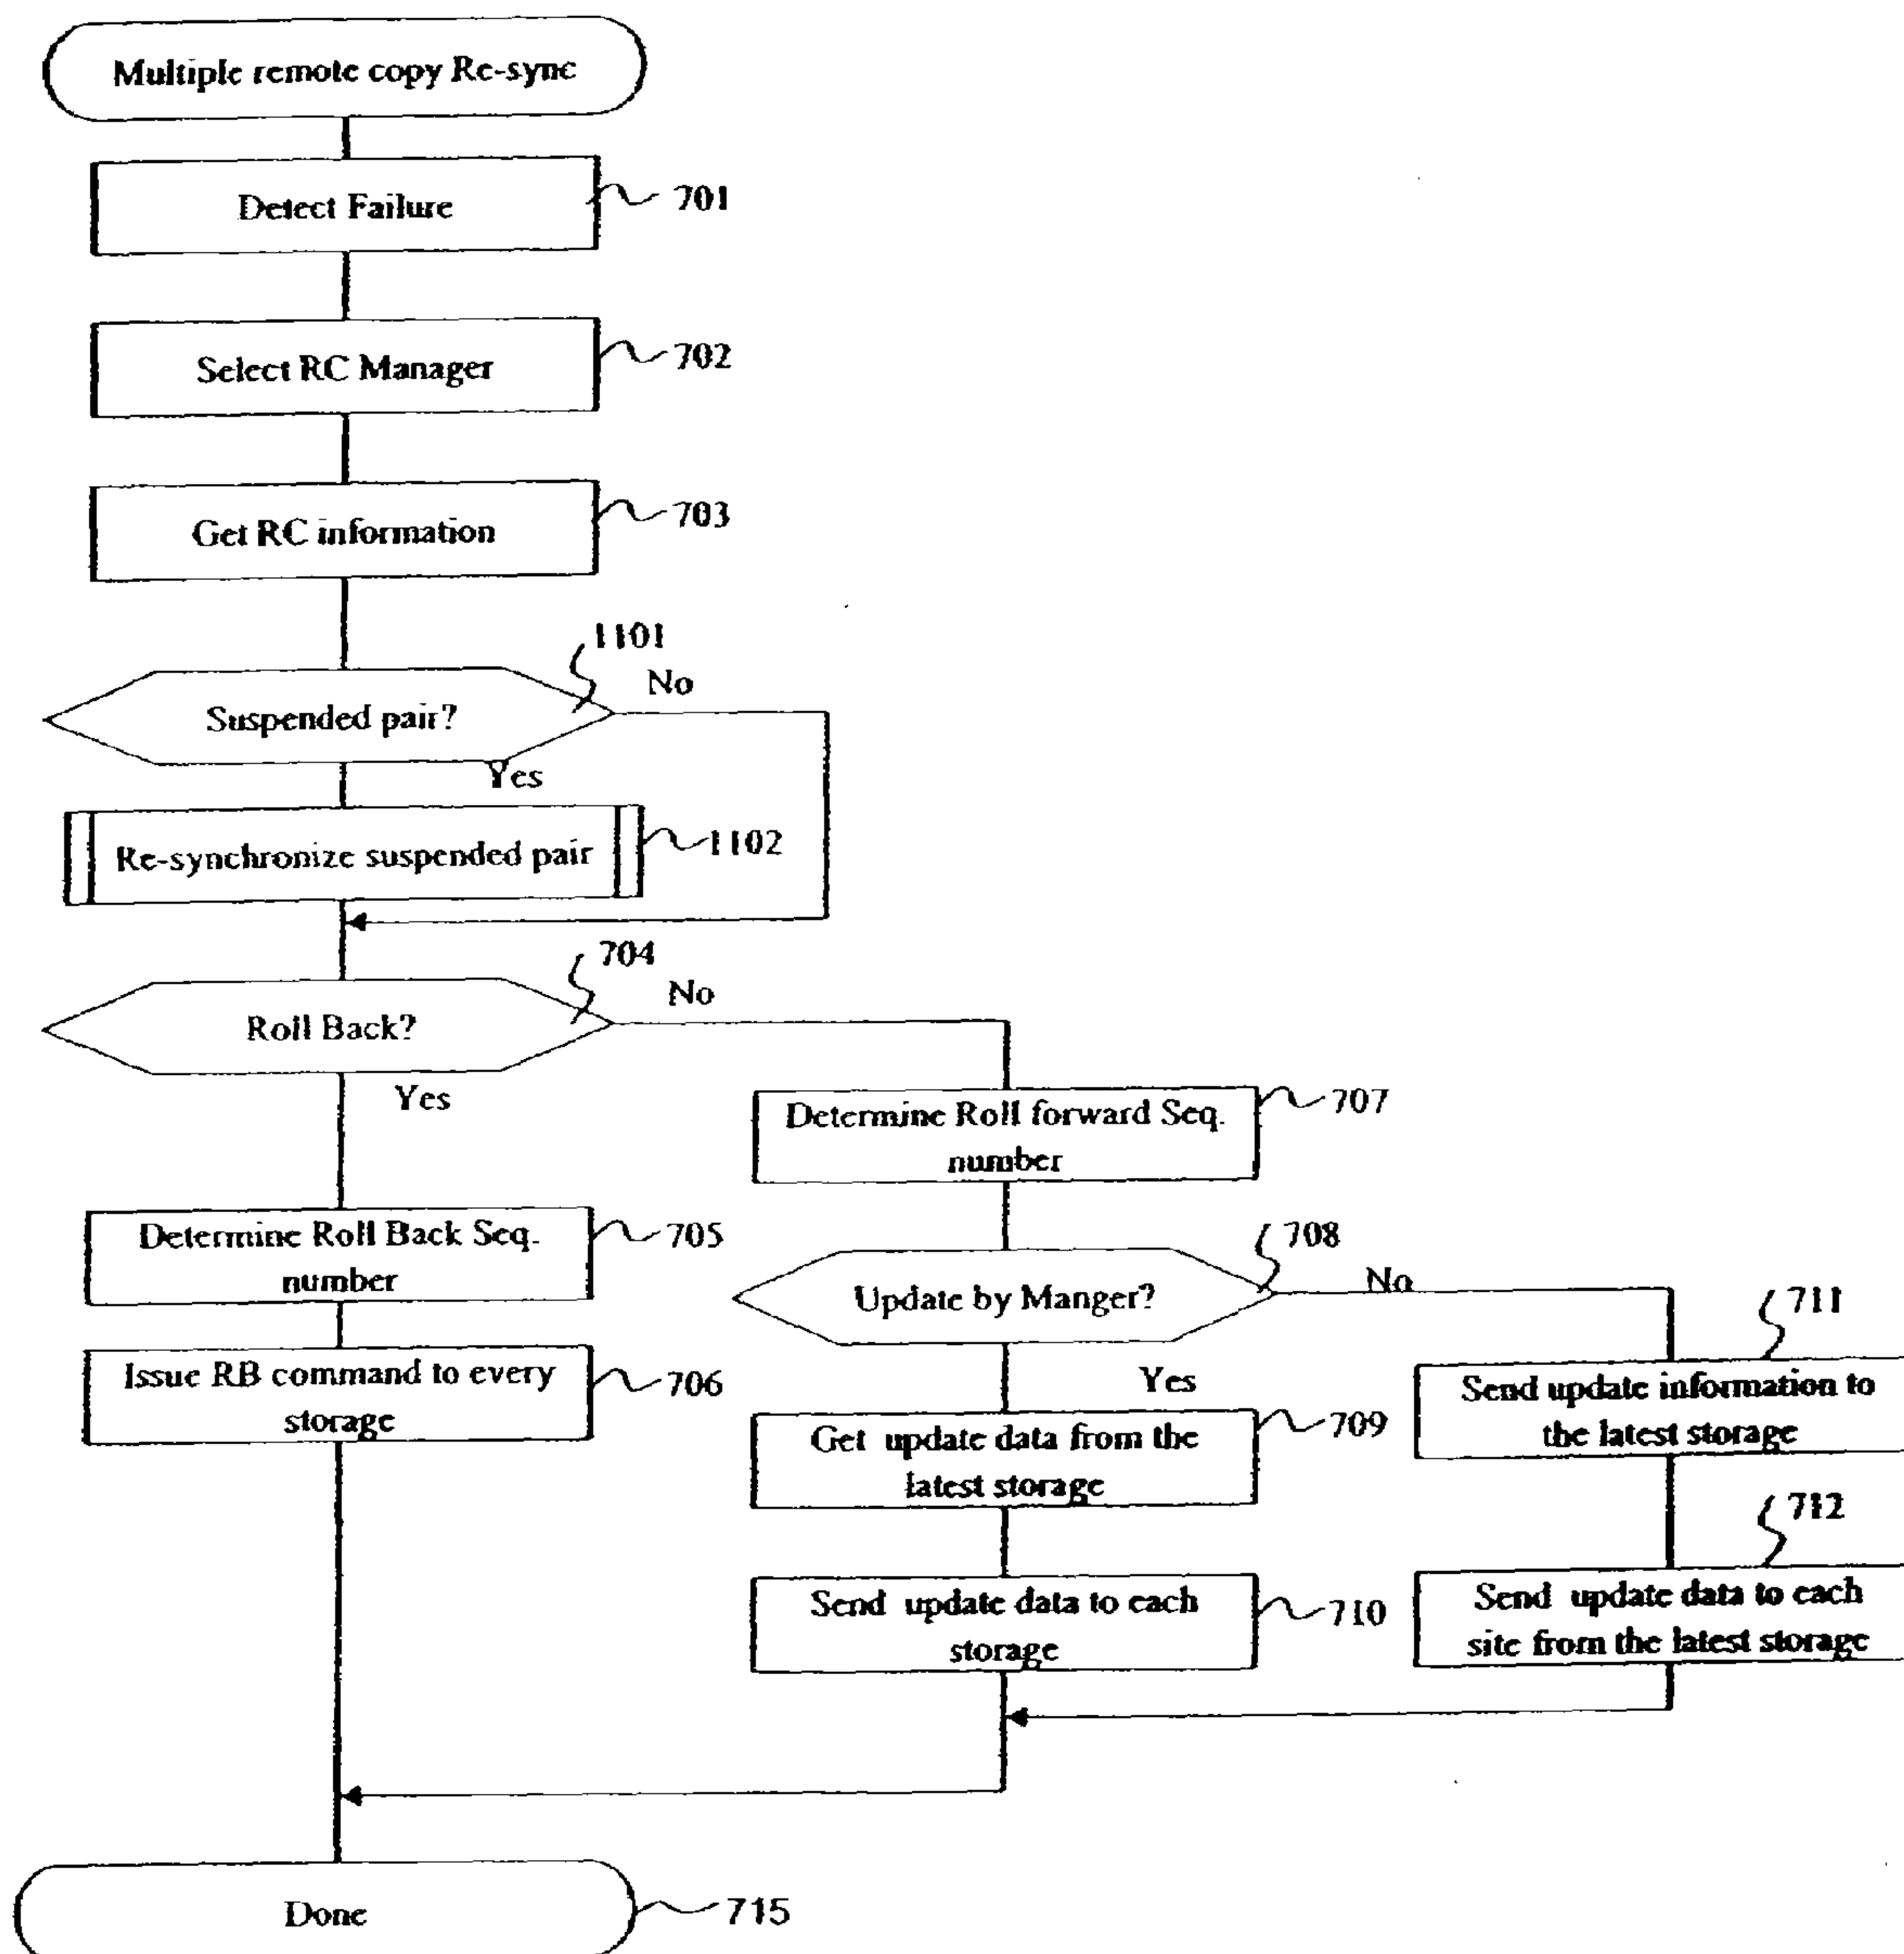 Multiple remote copy Re-sync
Detect Failure
701
Select RC Manager
702
Get RC information
703
1101
No
Suspended pair?
Yes
Re-synchronize suspended pair
1102
704
No
Roll Back?
Yes
Determine Roll forward Seq.
number
707
Determine Roll Back Seq.
number
705
708
Update by Manger?
No
Yes
711
Issue RB command to every
storage
706
Send update information to
the latest storage
Get update data from the
latest storage
709
712
Send update data to each
storage
710
Send update data to each
site from the latest storage
Done
715